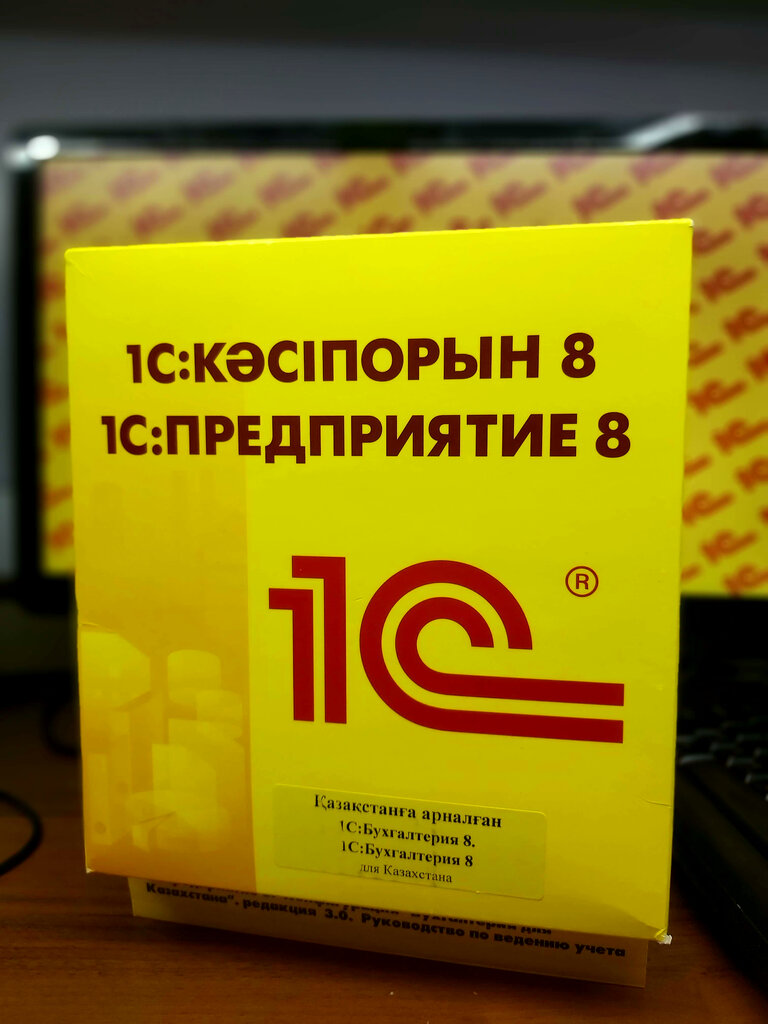 1С:КӘСІПОРЫН 8
1С:ПРЕДПРИЯТИЕ 8
1С®
Қазақстанға арналған
1С:Бухгалтерия 8.
1С:Бухгалтерия 8
для Казахстана
Казахстана", редакция 3.0. Руководство по ведению учета